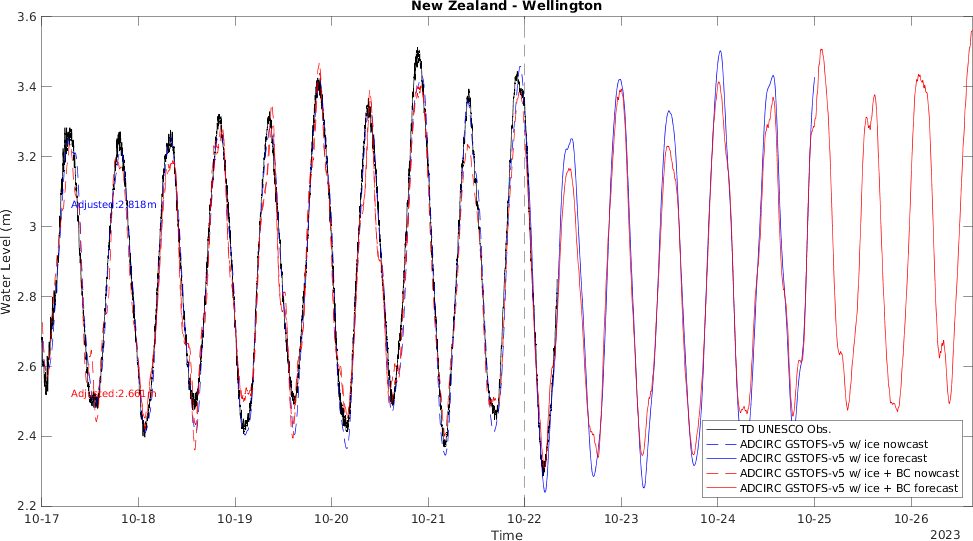 New Zealand - Wellington
3.6
3.4
3.2
3
2.8
2.6
2.4
2.2
Water Level (m)
Adjusted:2.818m
Adjusted:2.661m
TD UNESCO Obs.
ADCIRC GSTOFS-v5 w/ ice nowcast
ADCIRC GSTOFS-v5 w/ ice forecast
ADCIRC GSTOFS-v5 w/ ice + BC nowcast
ADCIRC GSTOFS-v5 w/ ice + BC forecast
10-17 10-18 10-19 10-20 10-21 10-22 10-23 10-24 10-25 10-26
Time
2023